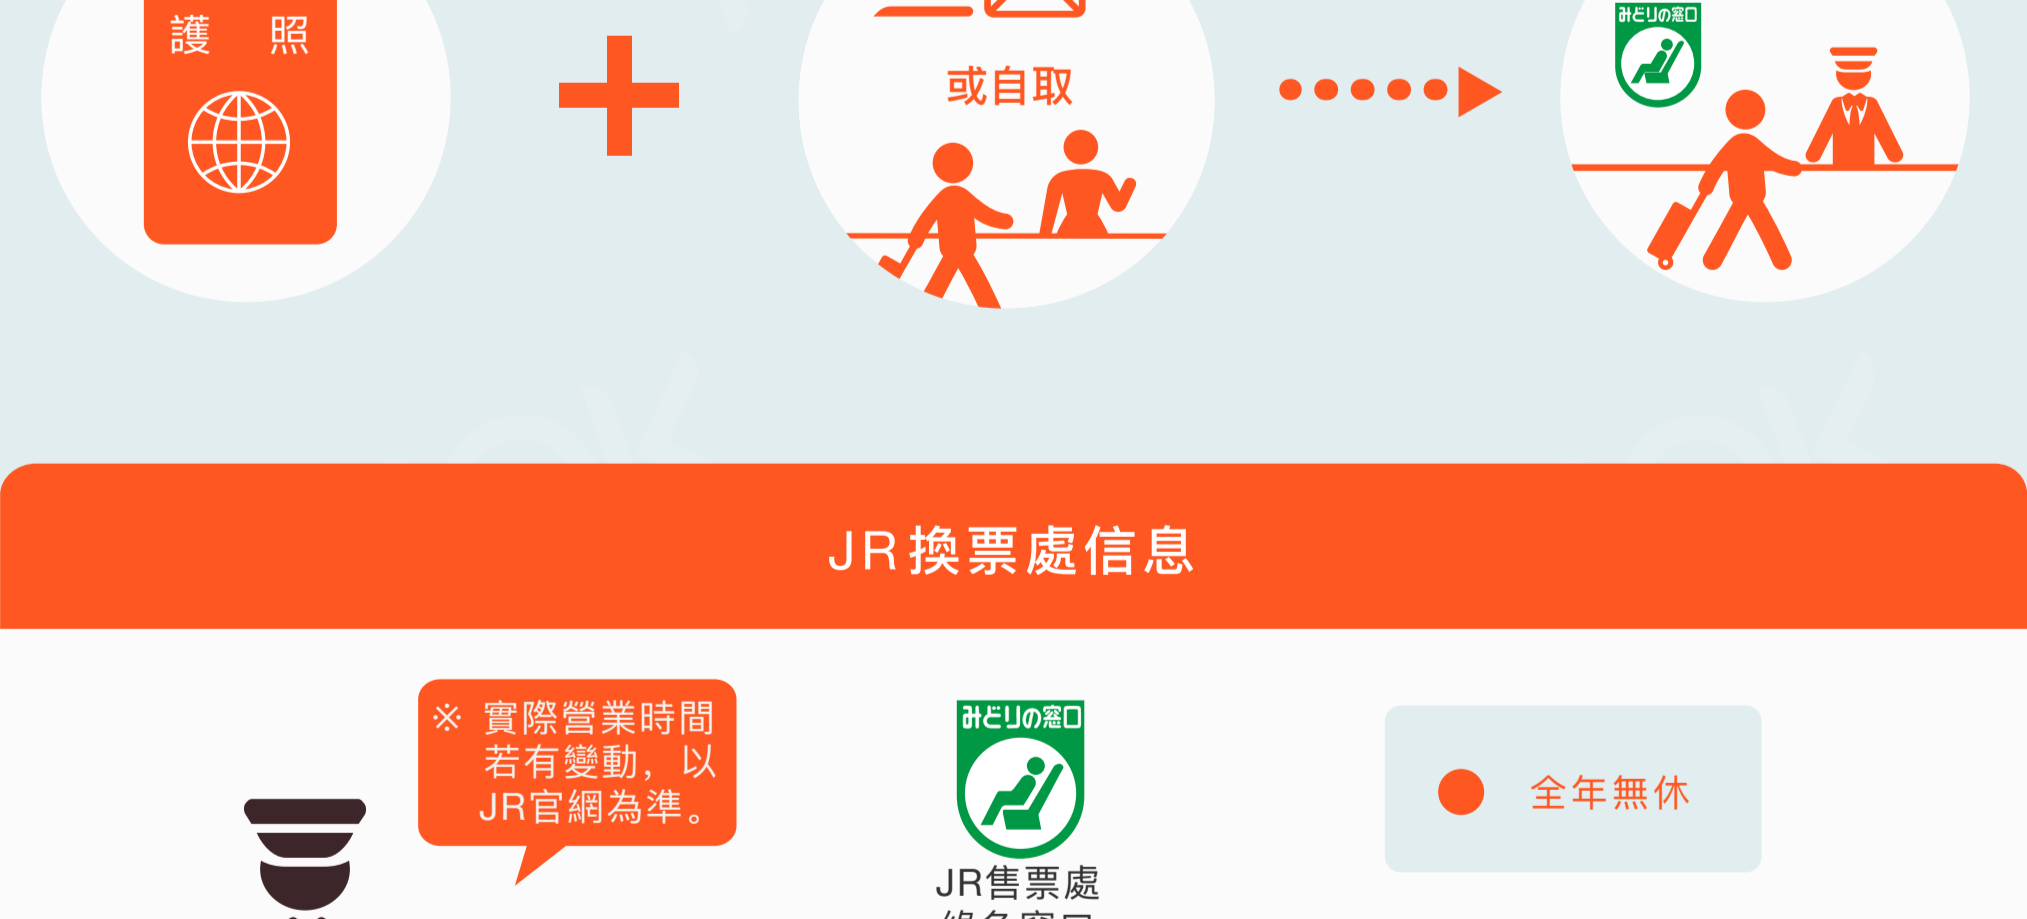 護 照
或自取
みどりの窓口
JR換票處信息
※ 實際營業時間
若有變動，以
JR官網為準。
みどりの窓口
JR售票處
全年無休